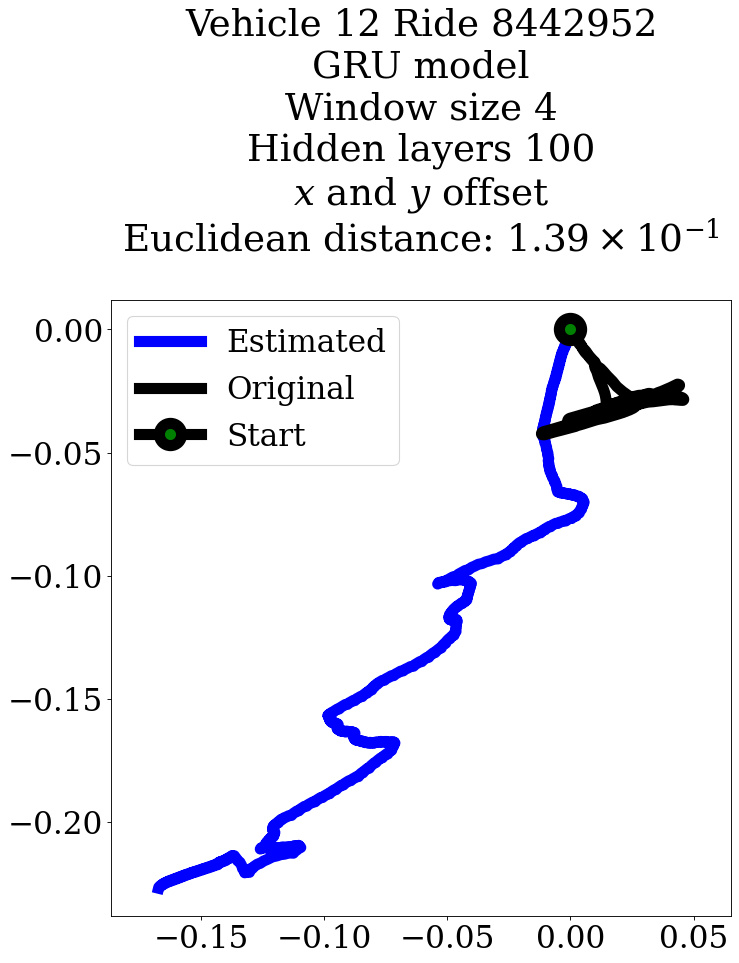 Vehicle 12 Ride 8442952
GRU model
Window size 4
Hidden layers 100
x and y offset
Euclidean distance: 1.39 × 10⁻¹
Estimated
Original
Start
0.00
−0.05
−0.10
−0.15
−0.20
−0.15 −0.10 −0.05 0.00 0.05